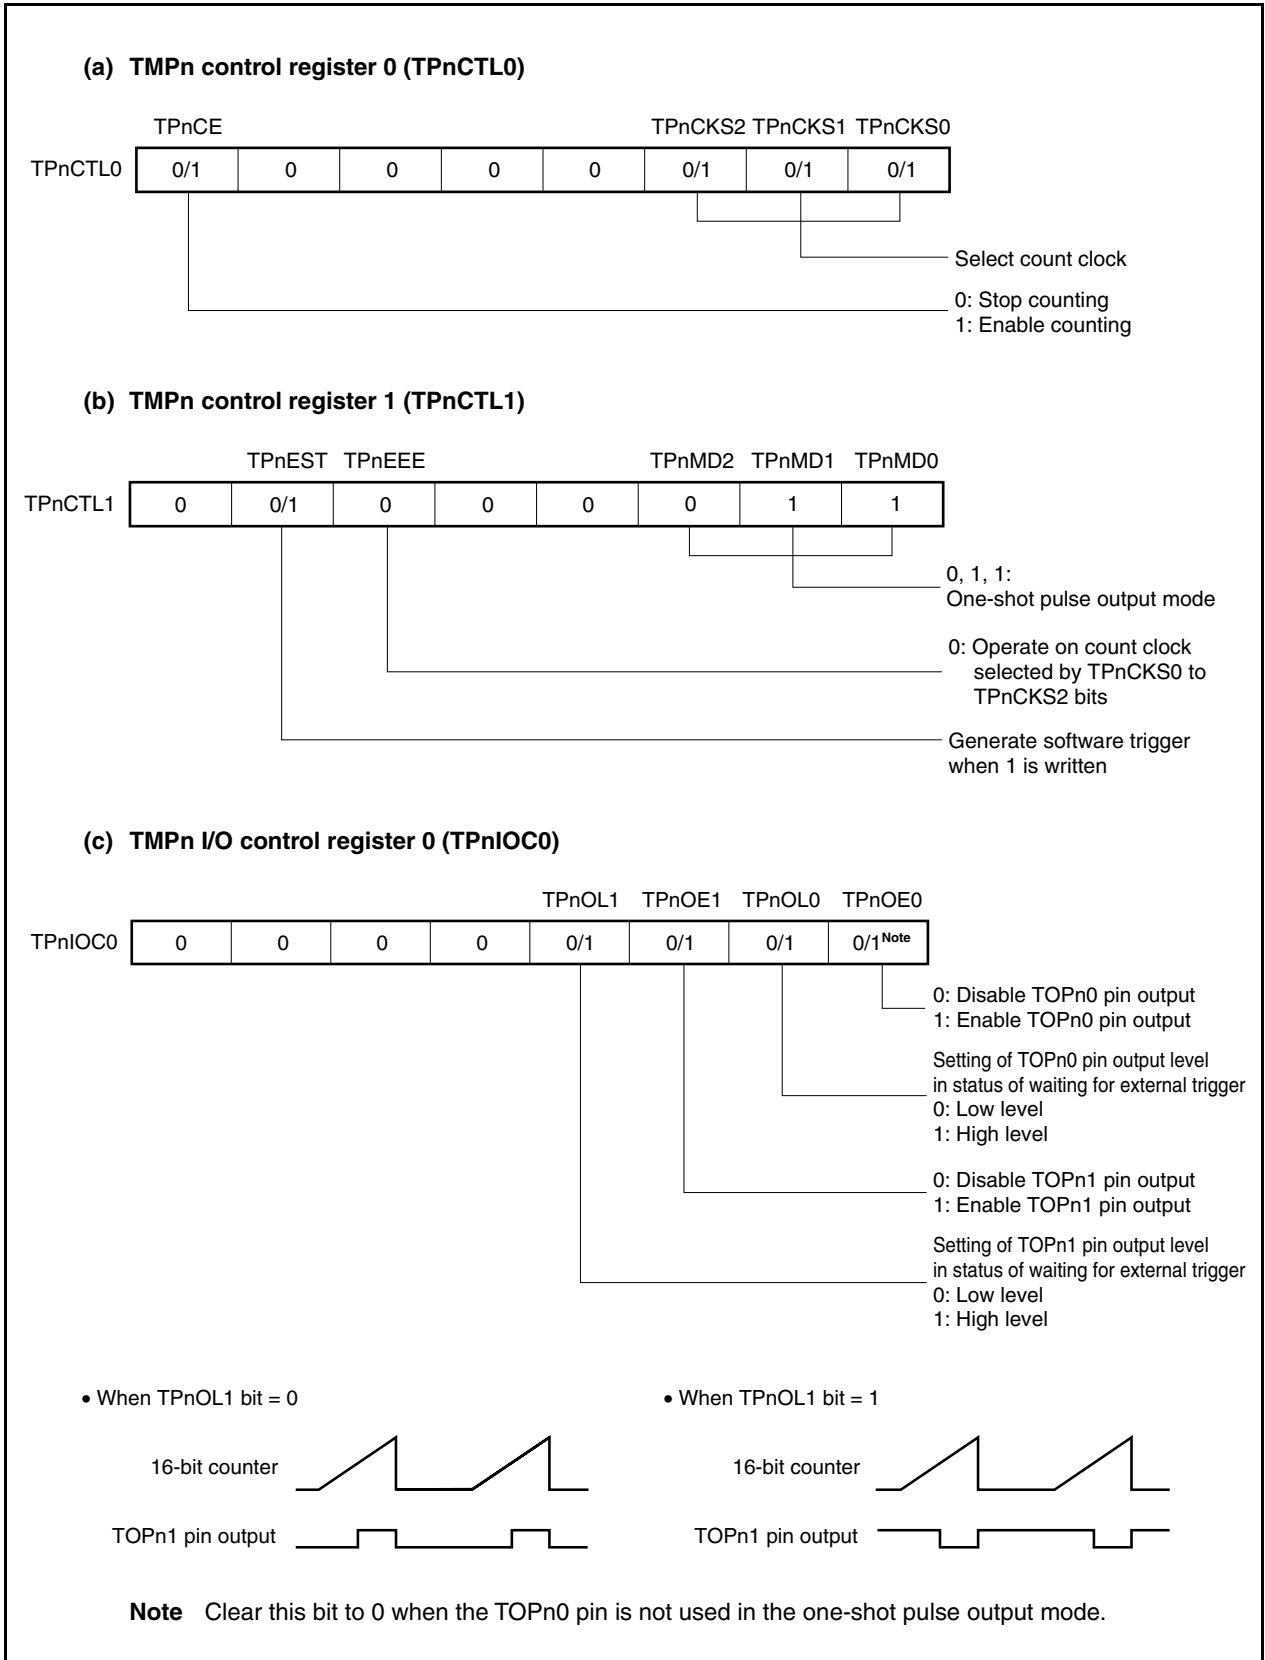 (a) TMPn control register 0 (TPnCTL0)
TPnCE TPnCKS2 TPnCKS1 TPnCKS0
TPnCTL0 0/1 0 0 0 0 0/1 0/1 0/1
Select count clock
0: Stop counting
1: Enable counting
(b) TMPn control register 1 (TPnCTL1)
TPnEST TPnEEE TPnMD2 TPnMD1 TPnMD0
TPnCTL1 0 0/1 0 0 0 0 1 1
0, 1, 1:
One-shot pulse output mode
0: Operate on count clock
selected by TPnCKS0 to
TPnCKS2 bits
Generate software trigger
when 1 is written
(c) TMPn I/O control register 0 (TPnIOC0)
TPnOL1 TPnOE1 TPnOL0 TPnOE0
TPnIOC0 0 0 0 0 0/1 0/1 0/1 0/1Note
0: Disable TOPn0 pin output
1: Enable TOPn0 pin output
Setting of TOPn0 pin output level
in status of waiting for external trigger
0: Low level
1: High level
0: Disable TOPn1 pin output
1: Enable TOPn1 pin output
Setting of TOPn1 pin output level
in status of waiting for external trigger
0: Low level
1: High level
• When TPnOL1 bit = 0
16-bit counter
TOPn1 pin output
• When TPnOL1 bit = 1
16-bit counter
TOPn1 pin output
Note Clear this bit to 0 when the TOPn0 pin is not used in the one-shot pulse output mode.